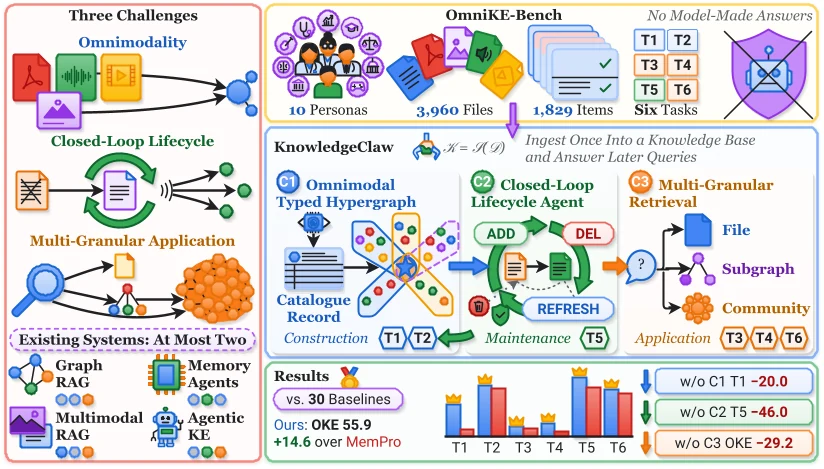 Three Challenges
Omnimodality
Closed-Loop Lifecycle
Multi-Granular Application
Existing Systems: At Most Two
Graph
RAG
Memory
Agents
Multimodal
RAG
Agentic
KE
OmniKE-Bench
No Model-Made Answers
10 Personas
3,960 Files
1,829 Items
T1 T2
T3 T4
T5 T6
Six Tasks
KnowledgeClaw
𝒦 = 𝒮(𝒟)
Ingest Once Into a Knowledge Base
and Answer Later Queries
C1 Omnimodal
Typed Hypergraph
Catalogue
Record
Construction T1 T2
C2 Closed-Loop
Lifecycle Agent
ADD
DEL
REFRESH
Maintenance T5
C3 Multi-Granular
Retrieval
?
File
Subgraph
Community
Application T3 T4 T6
Results
vs. 30 Baselines
Ours: OKE 55.9
+14.6 over MemPro
T1 T2 T3 T4 T5 T6
w/o C1 T1 −20.0
w/o C2 T5 −46.0
w/o C3 OKE −29.2